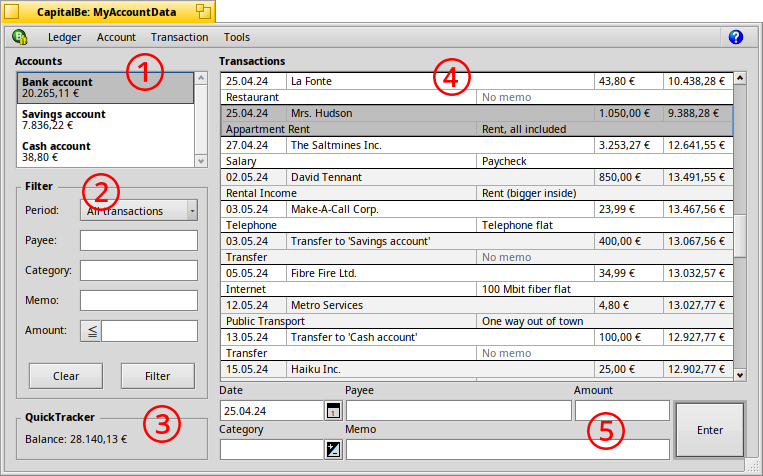 CapitalBe: MyAccountData
Ledger Account Transaction Tools
Accounts
1
Bank account
20.265,11 €
Savings account
7.836,22 €
Cash account
38,80 €
Filter
2
Period: All transactions
Payee:
Category:
Memo:
Amount: ≤
Clear Filter
QuickTracker
3
Balance: 28.140,13 €
Transactions
4
25.04.24 La Fonte 43,80 € 10.438,28 €
Restaurant No memo
25.04.24 Mrs. Hudson 1.050,00 € 9.388,28 €
Appartment Rent Rent, all included
27.04.24 The Saltmines Inc. 3.253,27 € 12.641,55 €
Salary Paycheck
02.05.24 David Tennant 850,00 € 13.491,55 €
Rental Income Rent (bigger inside)
03.05.24 Make-A-Call Corp. 23,99 € 13.467,56 €
Telephone Telephone flat
03.05.24 Transfer to 'Savings account' 400,00 € 13.067,56 €
Transfer No memo
05.05.24 Fibre Fire Ltd. 34,99 € 13.032,57 €
Internet 100 Mbit fiber flat
12.05.24 Metro Services 4,80 € 13.027,77 €
Public Transport One way out of town
13.05.24 Transfer to 'Cash account' 100,00 € 12.927,77 €
Transfer No memo
15.05.24 Haiku Inc. 25,00 € 12.902,77 €
Date Payee Amount
25.04.24 1
Category Memo
5
Enter